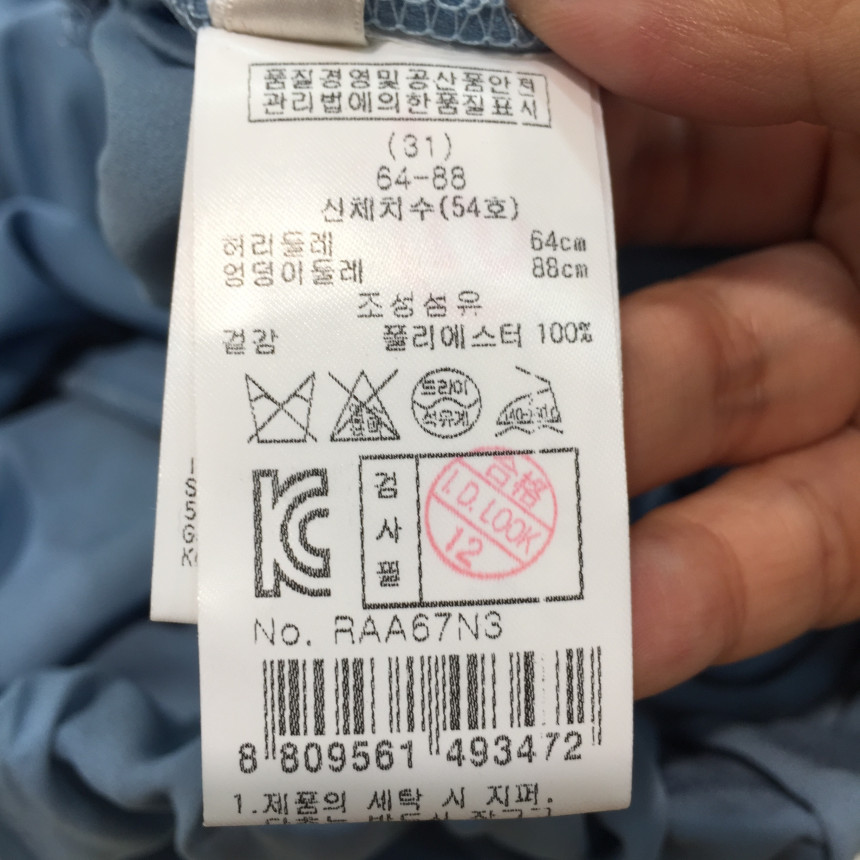 품질경영및공산품안전
관리법에의한품질표시
(31)
64-88
신체치수(54호)
허리둘레 64cm
엉덩이둘레 88cm
조성섬유
겉감 폴리에스터 100%
드라이
석유계
KC
검사필
合格
I.D.LOOK
12
No. RAA67N3
8 809561 493472
1.제품의 세탁 시 지퍼,